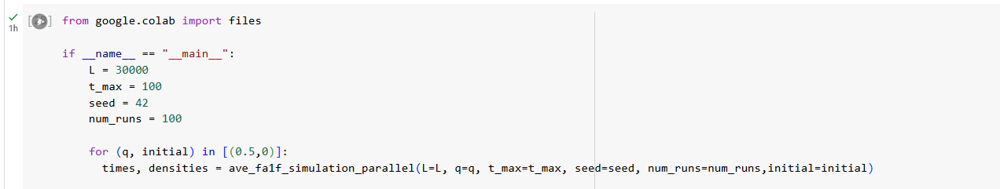 from google.colab import files
1h
if __name__ == "__main__":
L = 30000
t_max = 100
seed = 42
num_runs = 100
for (q, initial) in [(0.5,0)]:
times, densities = ave_fa1f_simulation_parallel(L=L, q=q, t_max=t_max, seed=seed, num_runs=num_runs,initial=initial)